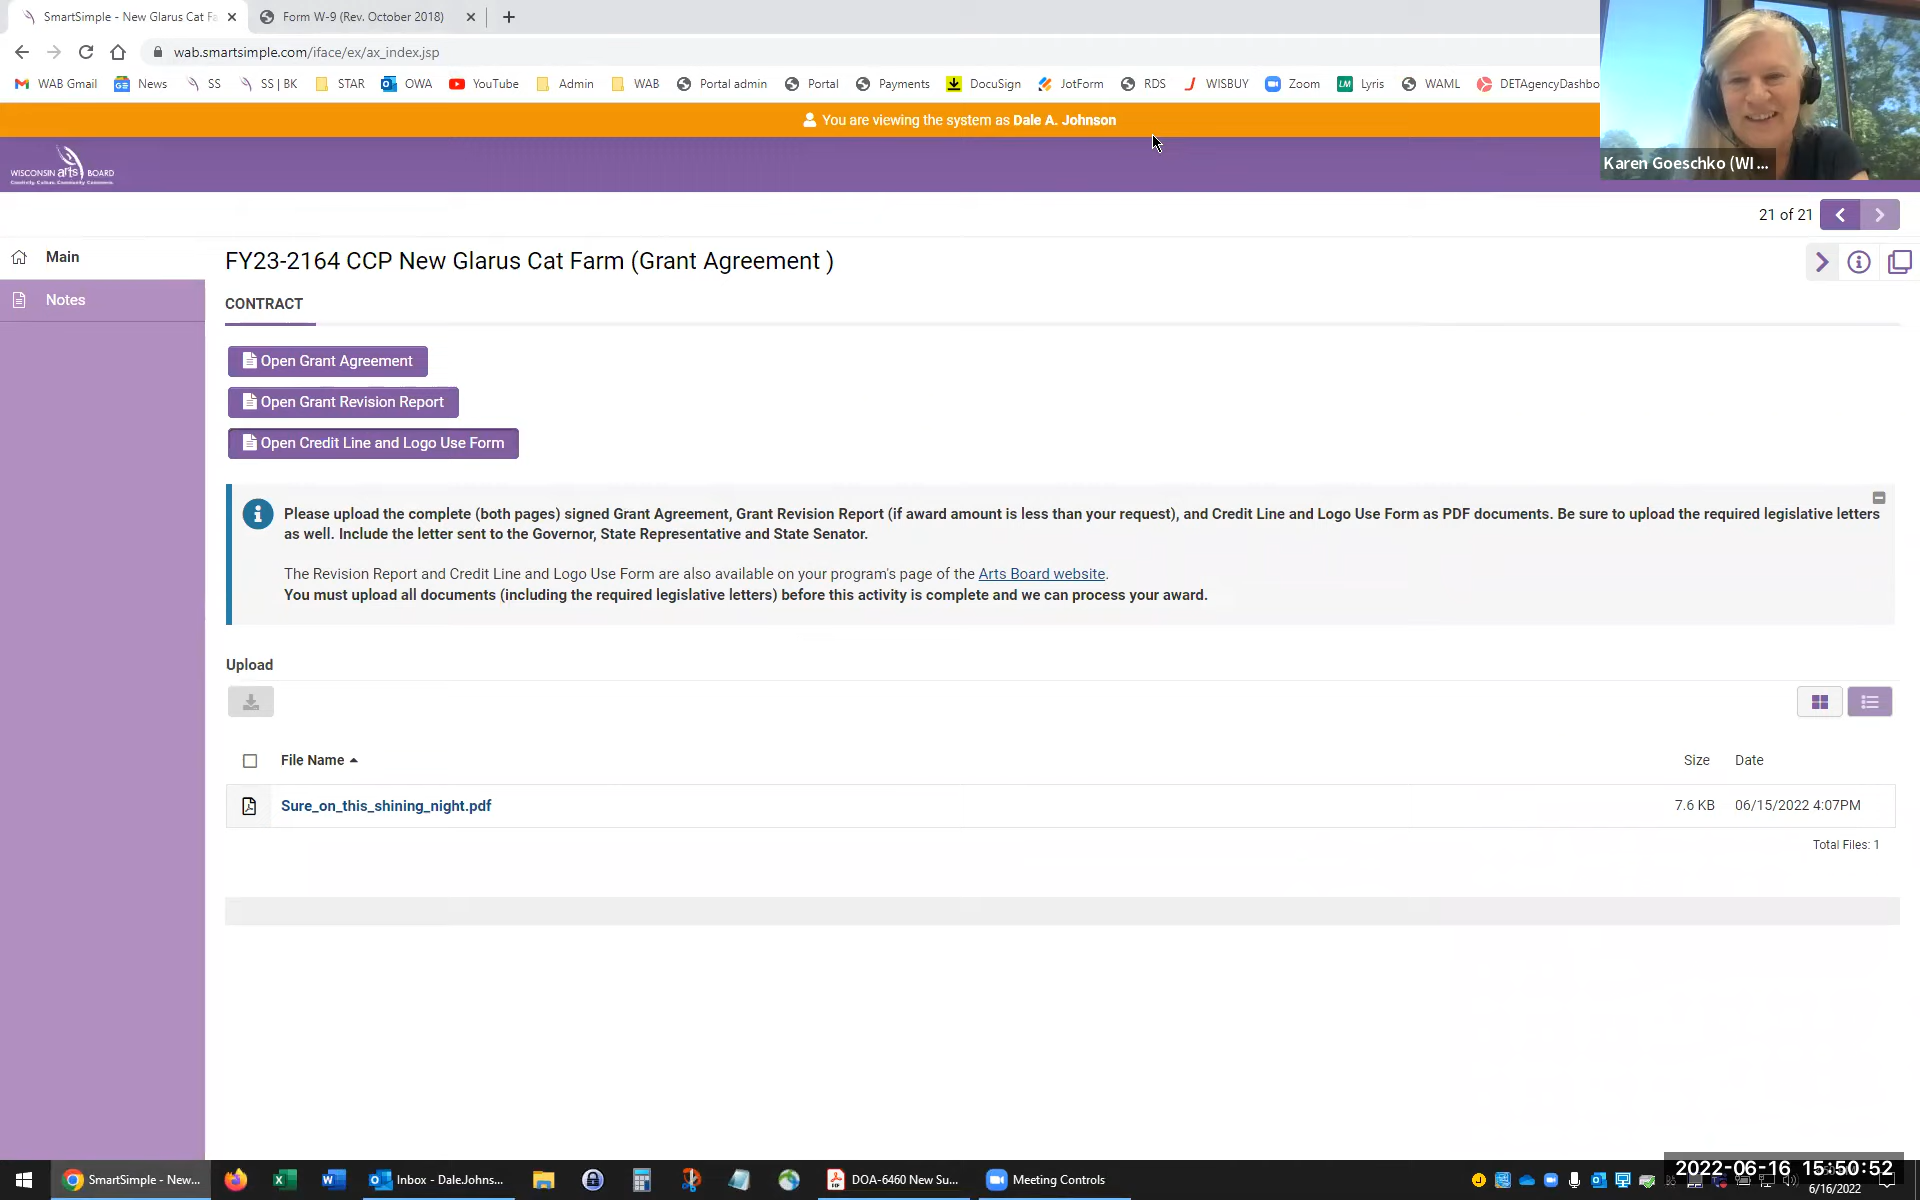 SmartSimple - New Glarus Cat Fa
Form W-9 (Rev. October 2018)
wab.smartsimple.com/iface/ex/ax_index.jsp
WAB Gmail
News
SS
SS | BK
STAR
OWA
YouTube
Admin
WAB
Portal admin
Portal
Payments
DocuSign
JotForm
RDS
WISBUY
Zoom
LM
Lyris
WAML
DETAgencyDashbo
You are viewing the system as Dale A. Johnson
Karen Goeschko (WI ...
WISCONSIN arts BOARD
21 of 21
Main
Notes
FY23-2164 CCP New Glarus Cat Farm (Grant Agreement )
CONTRACT
Open Grant Agreement
Open Grant Revision Report
Open Credit Line and Logo Use Form
Please upload the complete (both pages) signed Grant Agreement, Grant Revision Report (if award amount is less than your request), and Credit Line and Logo Use Form as PDF documents. Be sure to upload the required legislative letters
as well. Include the letter sent to the Governor, State Representative and State Senator.
The Revision Report and Credit Line and Logo Use Form are also available on your program's page of the Arts Board website.
You must upload all documents (including the required legislative letters) before this activity is complete and we can process your award.
Upload
File Name
Size
Date
Sure_on_this_shining_night.pdf
7.6 KB
06/15/2022 4:07PM
Total Files: 1
SmartSimple - New...
Inbox - DaleJohns...
DOA-6460 New Su...
Meeting Controls
2022-06-16 15:50:52
6/16/2022